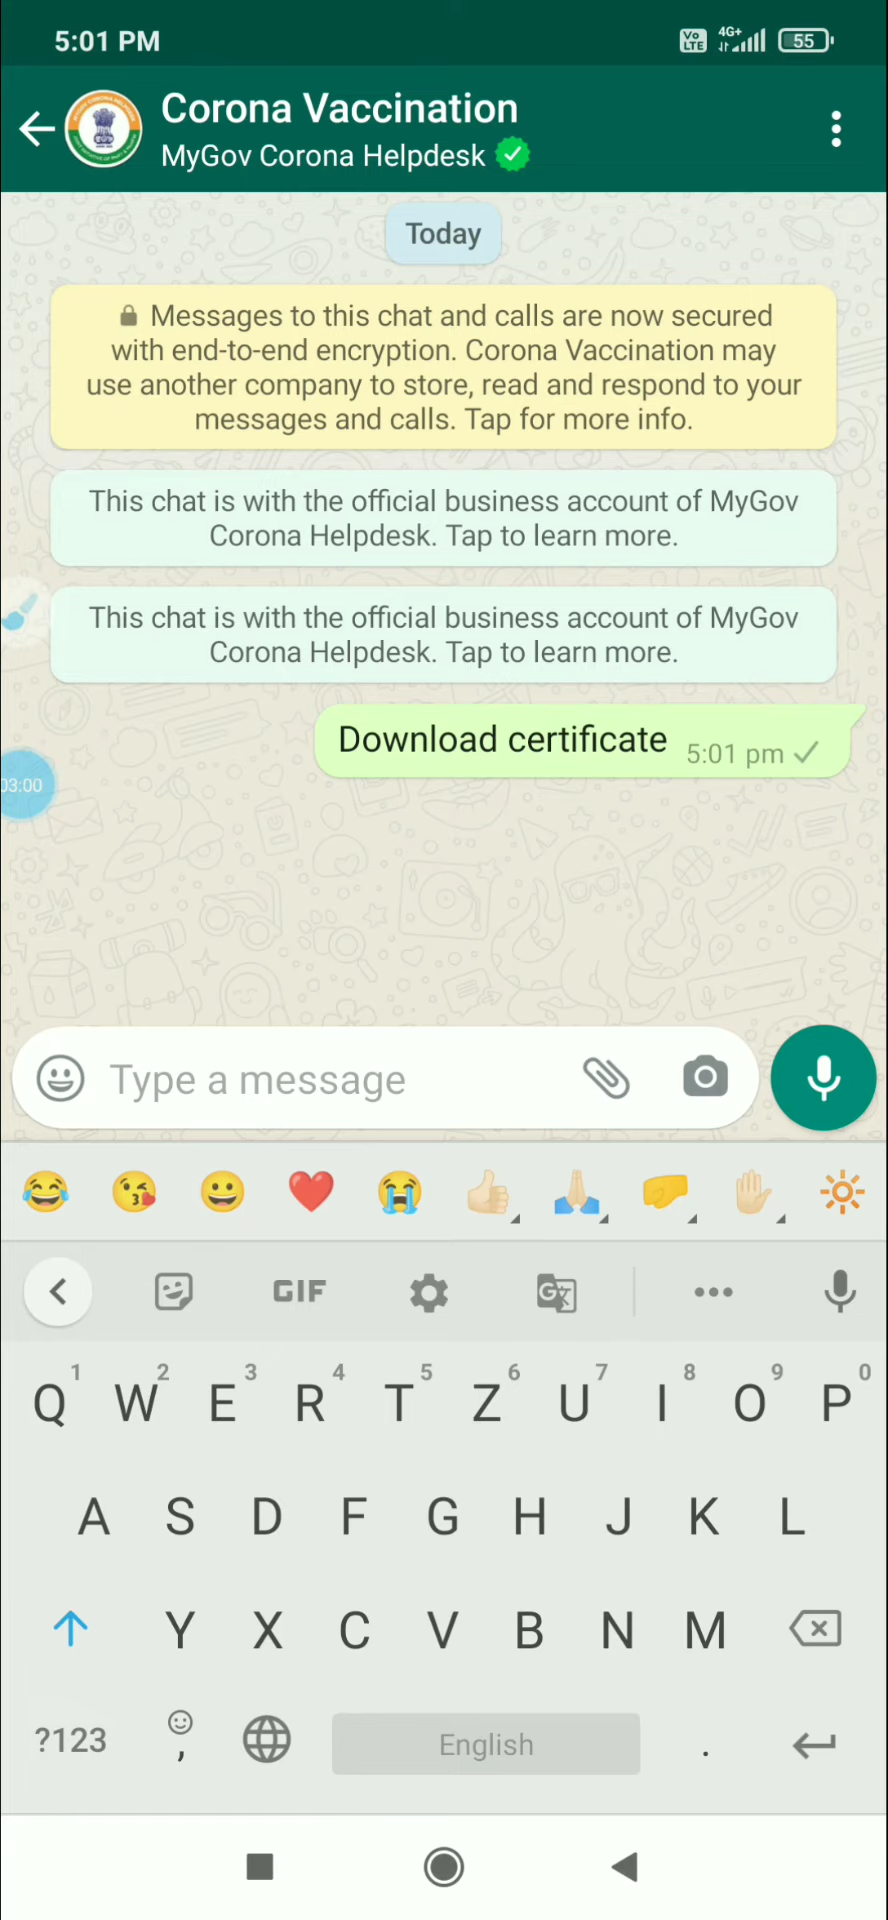 5:01 PM
Vo LTE 4G+ 55
Corona Vaccination
MyGov Corona Helpdesk
Today
Messages to this chat and calls are now secured
with end-to-end encryption. Corona Vaccination may
use another company to store, read and respond to your
messages and calls. Tap for more info.
This chat is with the official business account of MyGov
Corona Helpdesk. Tap to learn more.
This chat is with the official business account of MyGov
Corona Helpdesk. Tap to learn more.
Download certificate 5:01 pm
03:00
Type a message
GIF
1 2 3 4 5 6 7 8 9 0
Q W E R T Z U I O P
A S D F G H J K L
Y X C V B N M
?123 , English .